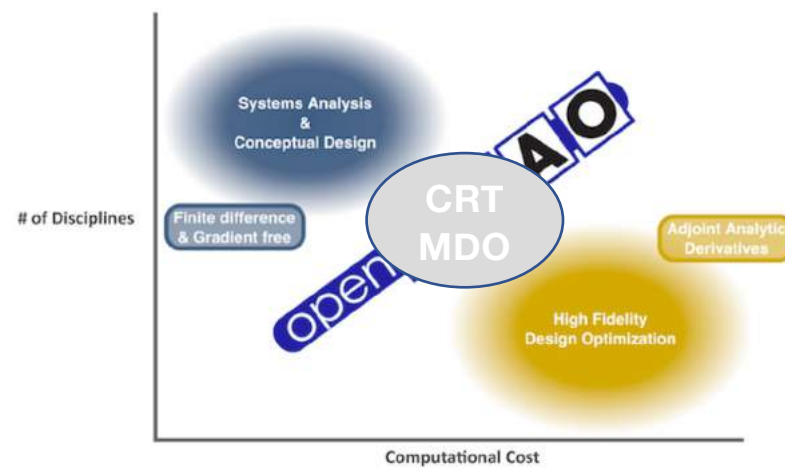 Systems Analysis
&
Conceptual Design
AO
# of Disciplines
Finite difference
& Gradient free
CRT
MDO
Adjoint Analytic
Derivatives
open
High Fidelity
Design Optimization
Computational Cost